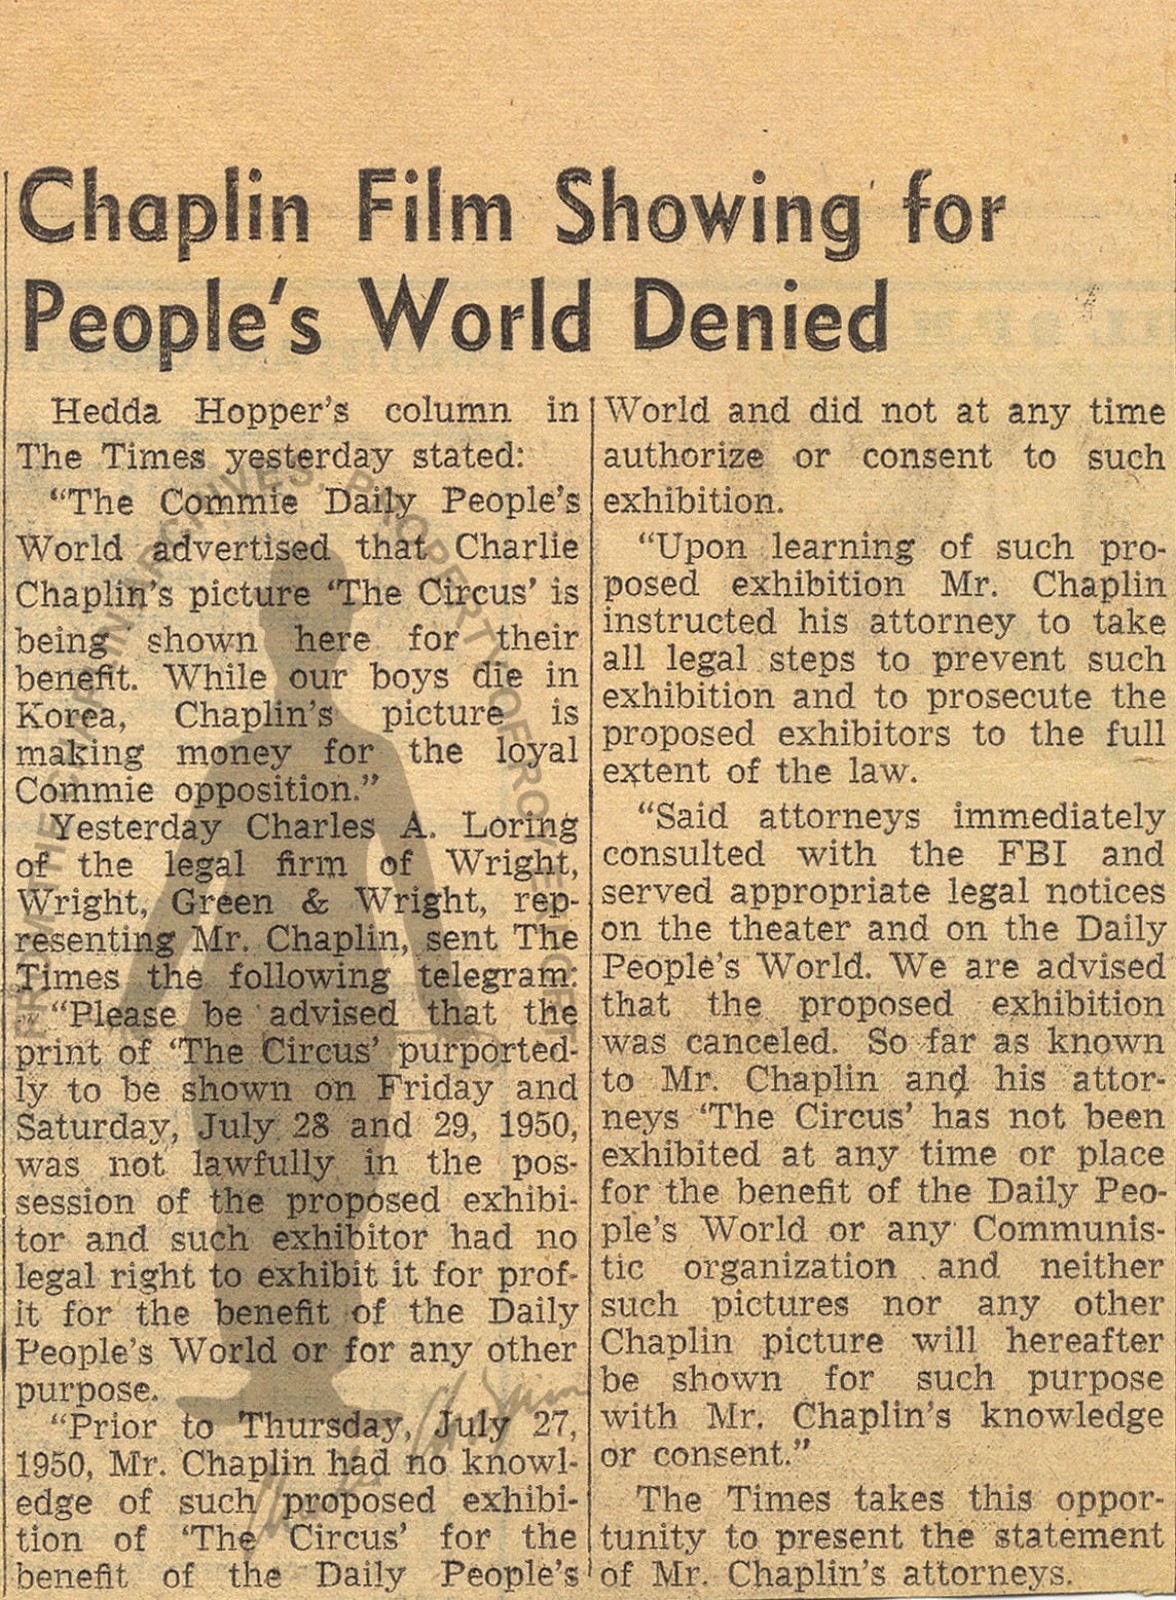 Chaplin Film Showing for
People's World Denied
Hedda Hopper's column in
The Times yesterday stated:
"The Commie Daily People's
World advertised that Charlie
Chaplin's picture 'The Circus' is
being shown here for their
benefit. While our boys die in
Korea, Chaplin's picture is
making money for the loyal
Commie opposition."
Yesterday Charles A. Loring
of the legal firm of Wright,
Wright, Green & Wright, rep-
resenting Mr. Chaplin, sent The
Times the following telegram:
"Please be advised that the
print of 'The Circus' purported-
ly to be shown on Friday and
Saturday, July 28 and 29, 1950,
was not lawfully in the pos-
session of the proposed exhibi-
tor and such exhibitor had no
legal right to exhibit it for prof-
it for the benefit of the Daily
People's World or for any other
purpose.
"Prior to Thursday, July 27,
1950, Mr. Chaplin had no knowl-
edge of such proposed exhibi-
tion of 'The Circus' for the
benefit of the Daily People's
World and did not at any time
authorize or consent to such
exhibition.
"Upon learning of such pro-
posed exhibition Mr. Chaplin
instructed his attorney to take
all legal steps to prevent such
exhibition and to prosecute the
proposed exhibitors to the full
extent of the law.
"Said attorneys immediately
consulted with the FBI and
served appropriate legal notices
on the theater and on the Daily
People's World. We are advised
that the proposed exhibition
was canceled. So far as known
to Mr. Chaplin and his attor-
neys 'The Circus' has not been
exhibited at any time or place
for the benefit of the Daily Peo-
ple's World or any Communis-
tic organization and neither
such pictures nor any other
Chaplin picture will hereafter
be shown for such purpose
with Mr. Chaplin's knowledge
or consent."
The Times takes this oppor-
tunity to present the statement
of Mr. Chaplin's attorneys.